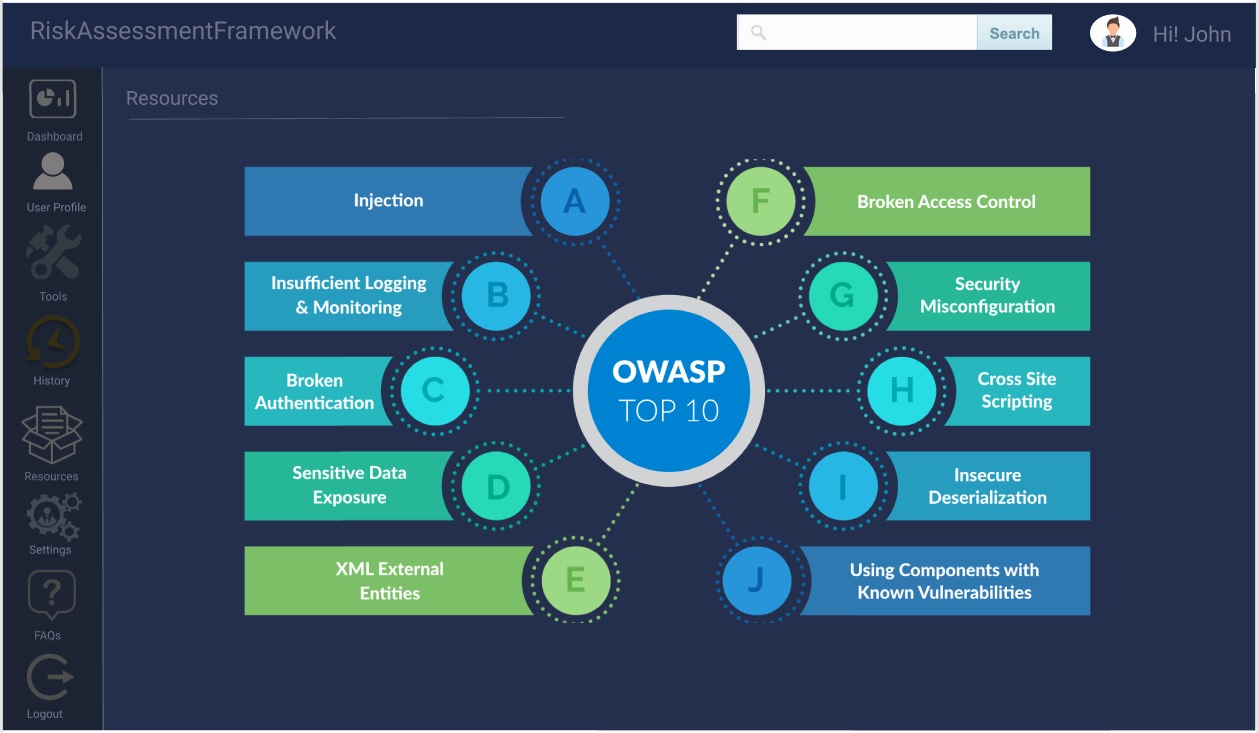 RiskAssessmentFramework
Search
Hi! John
Dashboard
User Profile
Tools
History
Resources
Settings
FAQs
Logout
Resources
Injection
A
Insufficient Logging
& Monitoring
B
Broken
Authentication
C
Sensitive Data
Exposure
D
XML External
Entities
E
OWASP
TOP 10
F
Broken Access Control
G
Security
Misconfiguration
H
Cross Site
Scripting
I
Insecure
Deserialization
J
Using Components with
Known Vulnerabilities